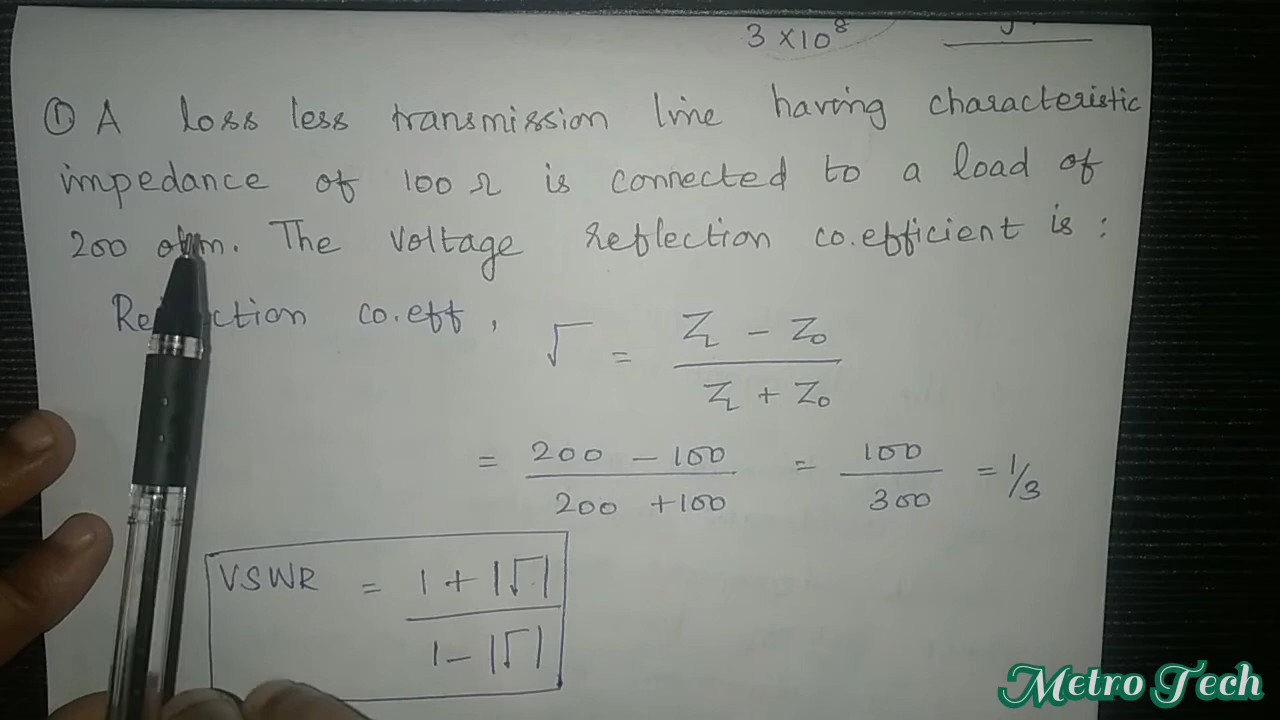 3 × 10⁸
① A loss less transmission line having characteristic
impedance of 100 Ω is connected to a load of
200 ohm. The Voltage Reflection co.efficient is :
co.eff, Γ = (Z_L − Z_0) / (Z_L + Z_0)
= (200 − 100) / (200 + 100) = 100 / 300 = 1/3
VSWR = (1 + |Γ|) / (1 − |Γ|)
Metro Tech